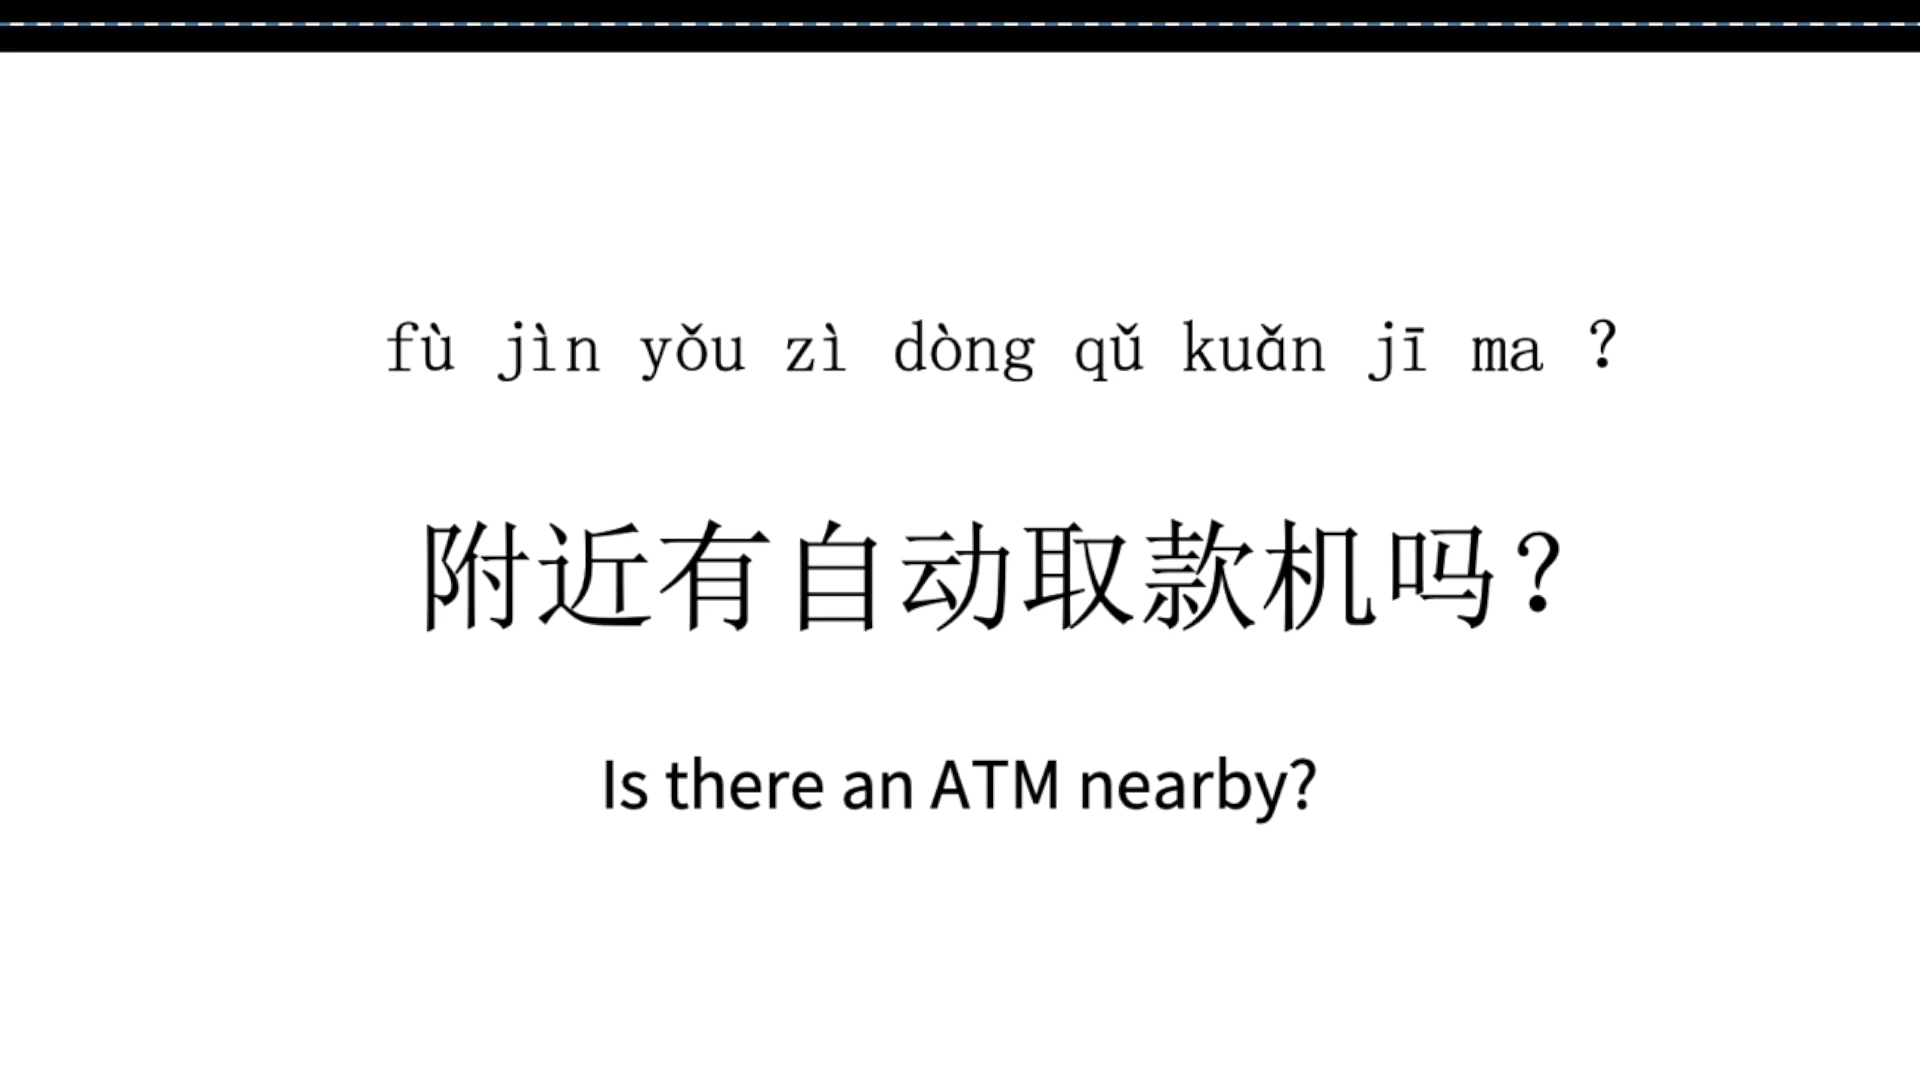 fù jìn yǒu zì dòng qǔ kuǎn jī ma ？
附近有自动取款机吗？
Is there an ATM nearby?